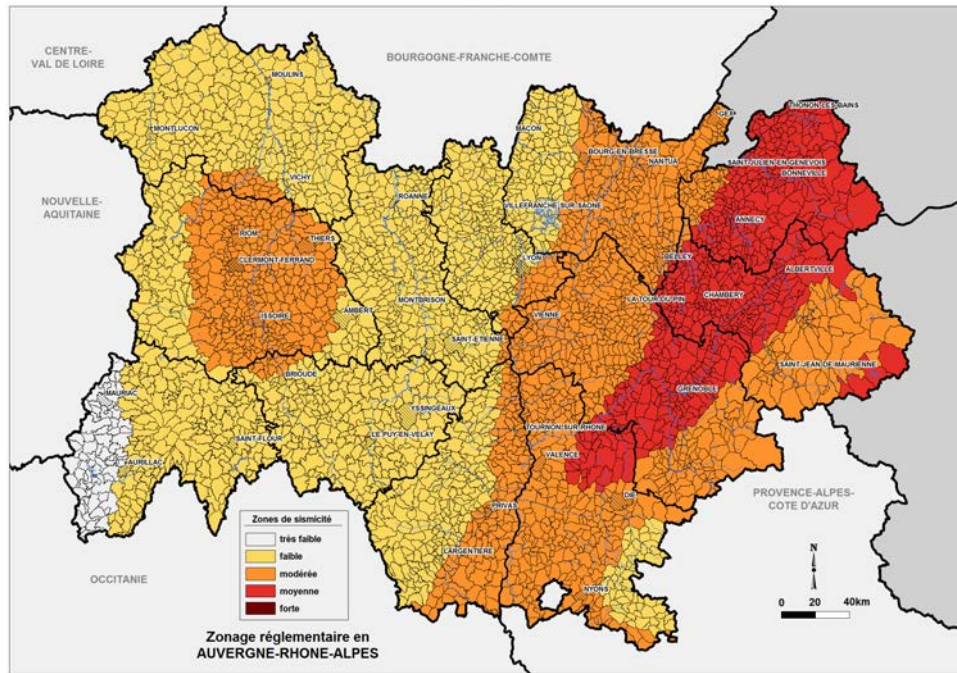 CENTRE-
VAL DE LOIRE
BOURGOGNE-FRANCHE-COMTE
MOULINS
MONTLUCON
MACON
GEX
THONON-LES-BAINS
BOURG-EN-BRESSE
NANTUA
SAINT-JULIEN-EN-GENEVOIS
BONNEVILLE
VICHY
ROANNE
NOUVELLE-
AQUITAINE
VILLEFRANCHE-SUR-SAONE
ANNECY
RIOM
THIERS
CLERMONT-FERRAND
LYON
BELLEY
ALBERTVILLE
CHAMBERY
MONTBRISON
LA TOUR-DU-PIN
ISSOIRE
AMBERT
VIENNE
SAINT-ETIENNE
SAINT-JEAN-DE-MAURIENNE
BRIOUDE
GRENOBLE
MAURIAC
YSSINGEAUX
TOURNON-SUR-RHONE
SAINT-FLOUR
LE PUY-EN-VELAY
VALENCE
AURILLAC
DIE
PROVENCE-ALPES-
COTE D'AZUR
PRIVAS
Zones de sismicité
très faible
faible
modérée
moyenne
forte
LARGENTIERE
OCCITANIE
NYONS
N
0 20 40km
Zonage réglementaire en
AUVERGNE-RHONE-ALPES